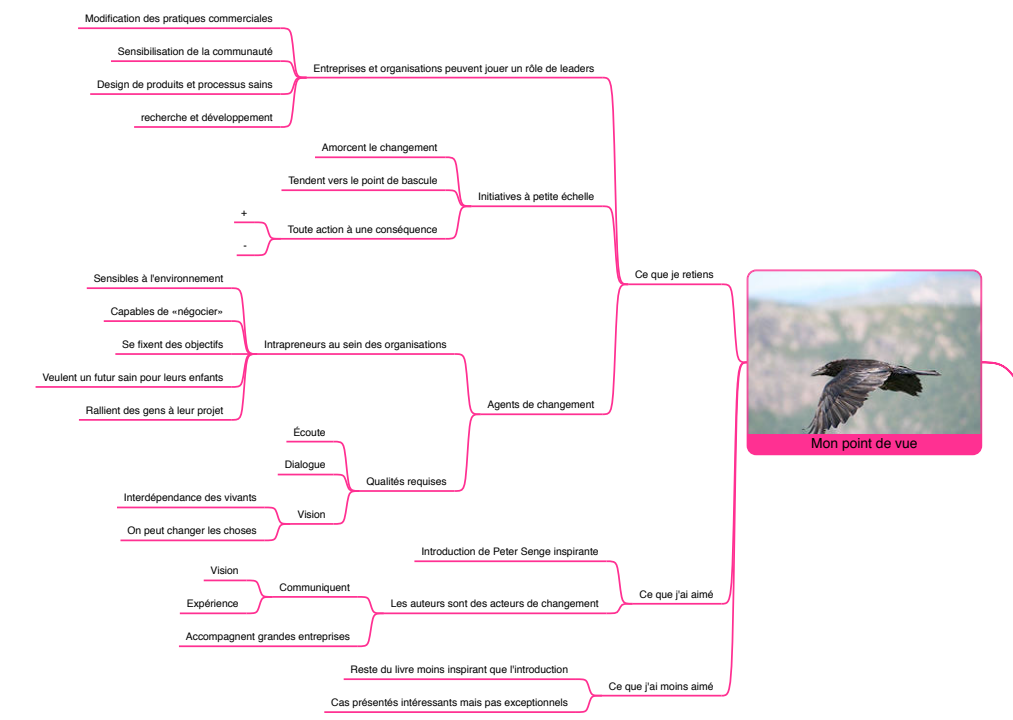 Modification des pratiques commerciales
Sensibilisation de la communauté
Entreprises et organisations peuvent jouer un rôle de leaders
Design de produits et processus sains
recherche et développement
Amorcent le changement
Tendent vers le point de bascule
Initiatives à petite échelle
+
Toute action à une conséquence
-
Ce que je retiens
Sensibles à l'environnement
Capables de «négocier»
Se fixent des objectifs
Intrapreneurs au sein des organisations
Veulent un futur sain pour leurs enfants
Rallient des gens à leur projet
Agents de changement
Écoute
Dialogue
Qualités requises
Interdépendance des vivants
Vision
On peut changer les choses
Mon point de vue
Introduction de Peter Senge inspirante
Vision
Communiquent
Ce que j'ai aimé
Expérience
Les auteurs sont des acteurs de changement
Accompagnent grandes entreprises
Reste du livre moins inspirant que l'introduction
Ce que j'ai moins aimé
Cas présentés intéressants mais pas exceptionnels